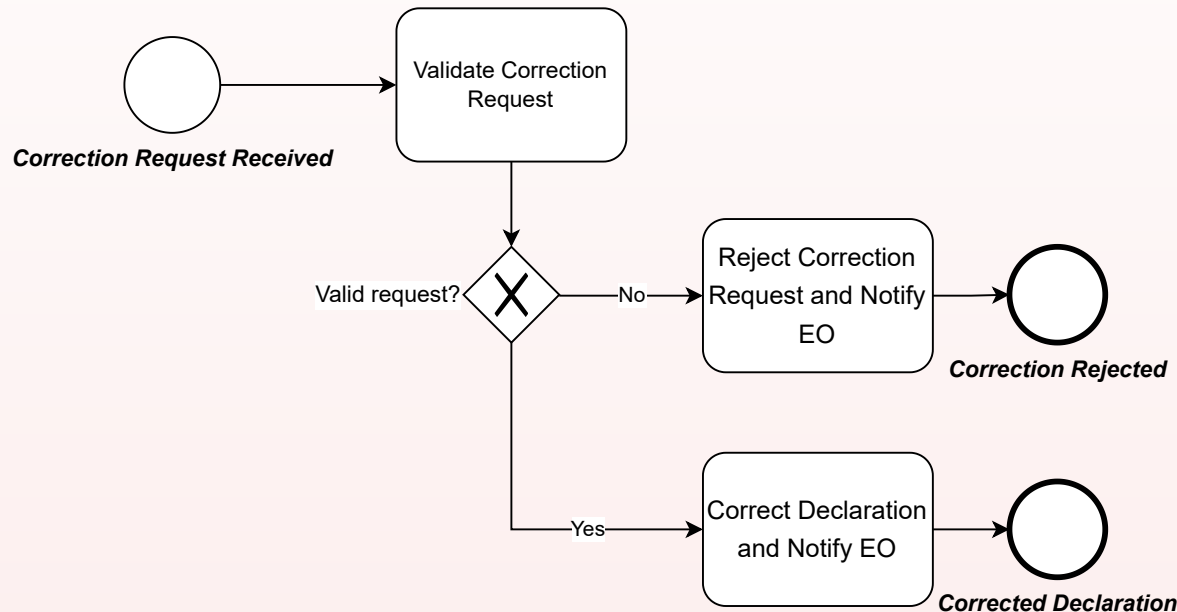 Validate Correction
Request
Correction Request Received
Valid request?
No
Reject Correction
Request and Notify
EO
Correction Rejected
Yes
Correct Declaration
and Notify EO
Corrected Declaration